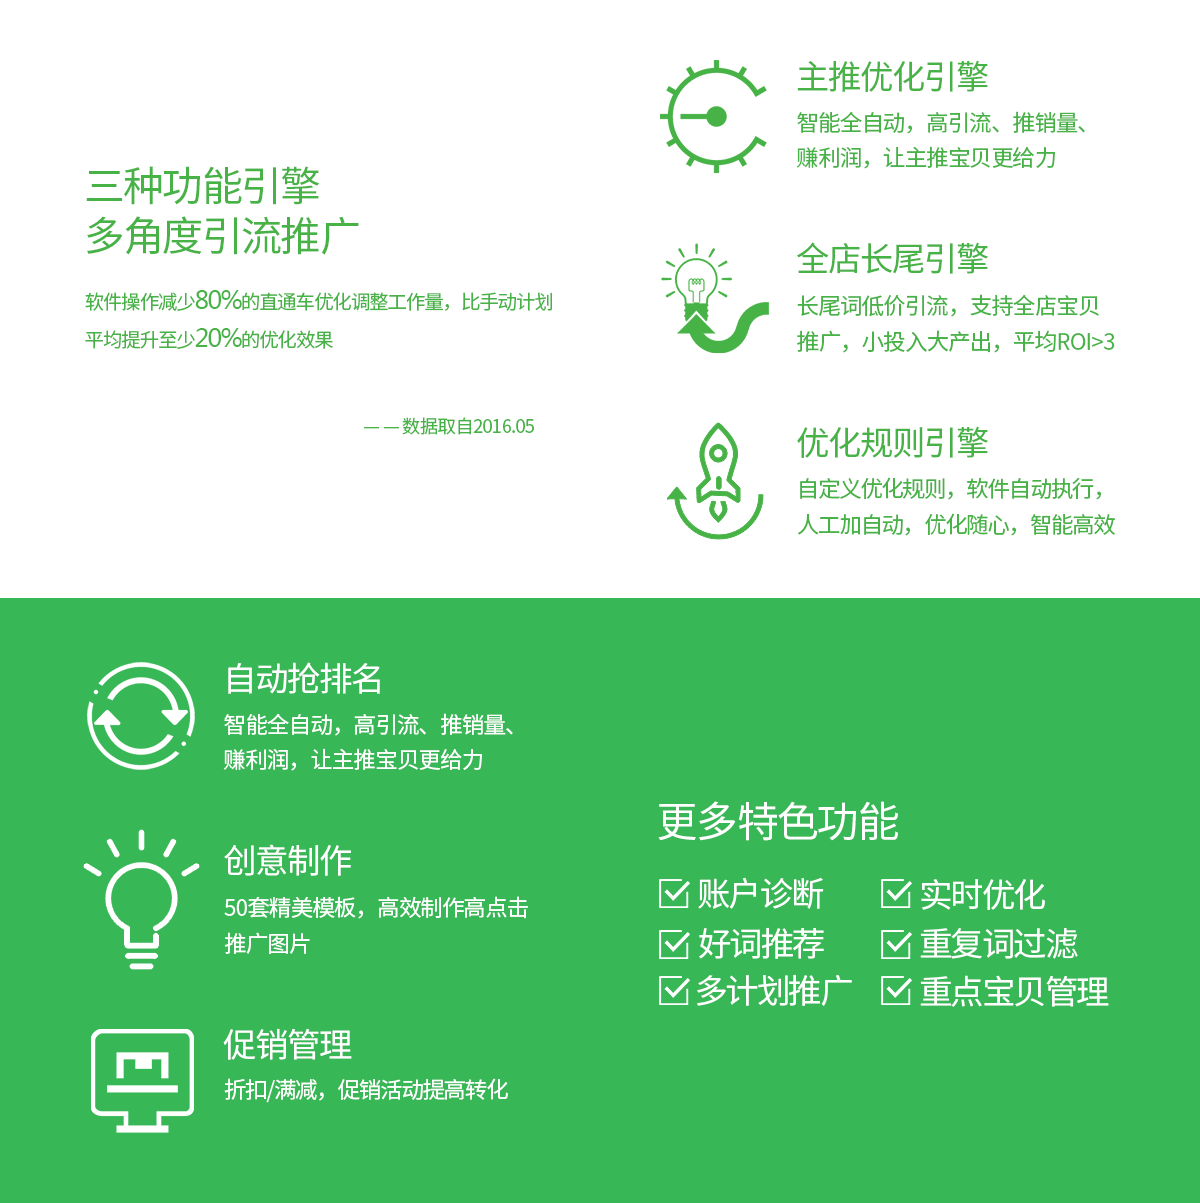 三种功能引擎
多角度引流推广
软件操作减少80%的直通车优化调整工作量，比手动计划
平均提升至少20%的优化效果
— — 数据取自2016.05
主推优化引擎
智能全自动，高引流、推销量、
赚利润，让主推宝贝更给力
全店长尾引擎
长尾词低价引流，支持全店宝贝
推广，小投入大产出，平均ROI>3
优化规则引擎
自定义优化规则，软件自动执行，
人工加自动，优化随心，智能高效
自动抢排名
智能全自动，高引流、推销量、
赚利润，让主推宝贝更给力
创意制作
50套精美模板，高效制作高点击
推广图片
促销管理
折扣/满减，促销活动提高转化
更多特色功能
账户诊断
实时优化
好词推荐
重复词过滤
多计划推广
重点宝贝管理